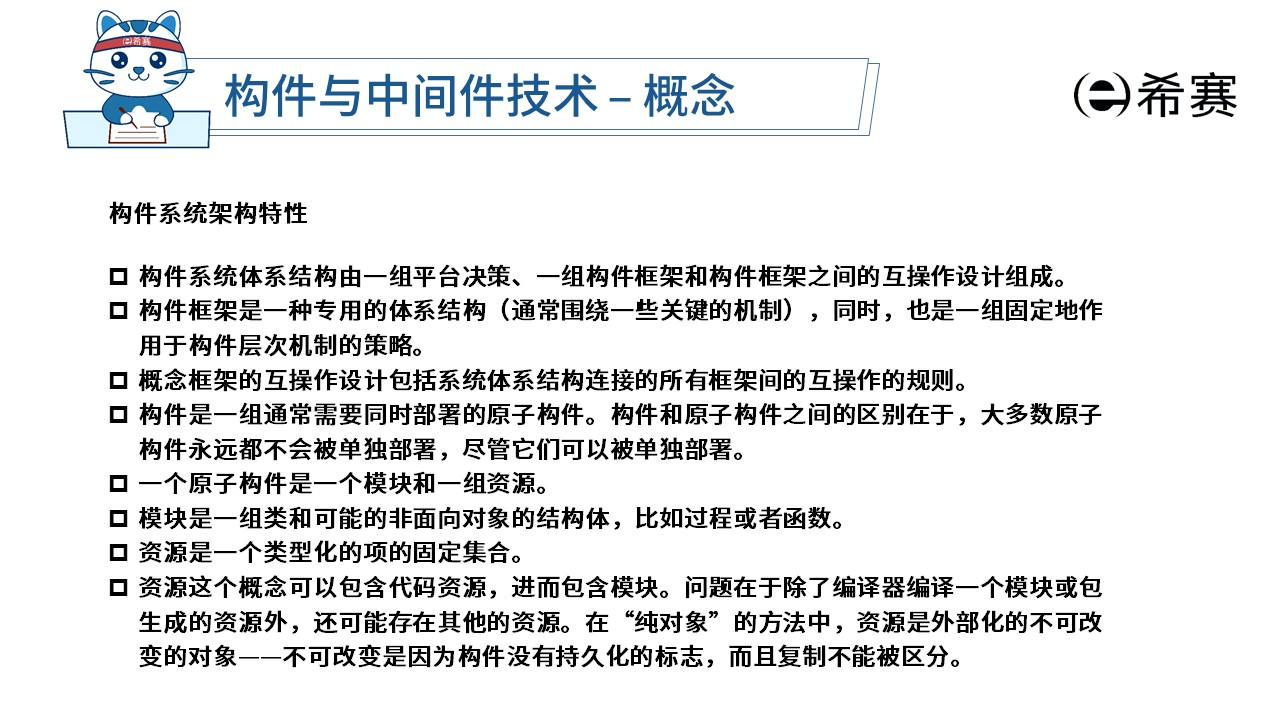 希赛
构件与中间件技术 – 概念
希赛
构件系统架构特性
构件系统体系结构由一组平台决策、一组构件框架和构件框架之间的互操作设计组成。
构件框架是一种专用的体系结构（通常围绕一些关键的机制），同时，也是一组固定地作
用于构件层次机制的策略。
概念框架的互操作设计包括系统体系结构连接的所有框架间的互操作的规则。
构件是一组通常需要同时部署的原子构件。构件和原子构件之间的区别在于，大多数原子
构件永远都不会被单独部署，尽管它们可以被单独部署。
一个原子构件是一个模块和一组资源。
模块是一组类和可能的非面向对象的结构体，比如过程或者函数。
资源是一个类型化的项的固定集合。
资源这个概念可以包含代码资源，进而包含模块。问题在于除了编译器编译一个模块或包
生成的资源外，还可能存在其他的资源。在“纯对象”的方法中，资源是外部化的不可改
变的对象——不可改变是因为构件没有持久化的标志，而且复制不能被区分。